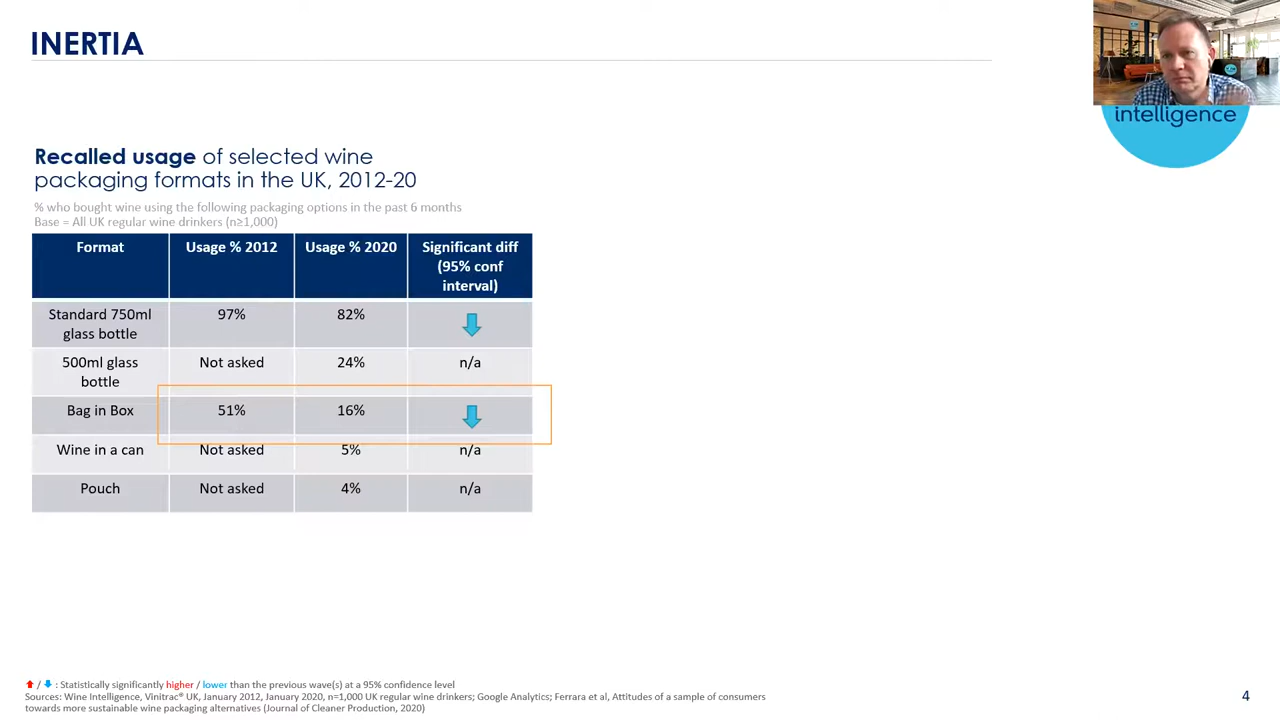 INERTIA
intelligence
Recalled usage of selected wine
packaging formats in the UK, 2012-20
% who bought wine using the following packaging options in the past 6 months
Base = All UK regular wine drinkers (n≥1,000)
Format Usage % 2012 Usage % 2020 Significant diff
(95% conf
interval)
Standard 750ml 97% 82%
glass bottle
500ml glass Not asked 24% n/a
bottle
Bag in Box 51% 16%
Wine in a can Not asked 5% n/a
Pouch Not asked 4% n/a
/ : Statistically significantly higher / lower than the previous wave(s) at a 95% confidence level
Sources: Wine Intelligence, Vinitrac® UK, January 2012, January 2020, n=1,000 UK regular wine drinkers; Google Analytics; Ferrara et al, Attitudes of a sample of consumers
towards more sustainable wine packaging alternatives (Journal of Cleaner Production, 2020)
4